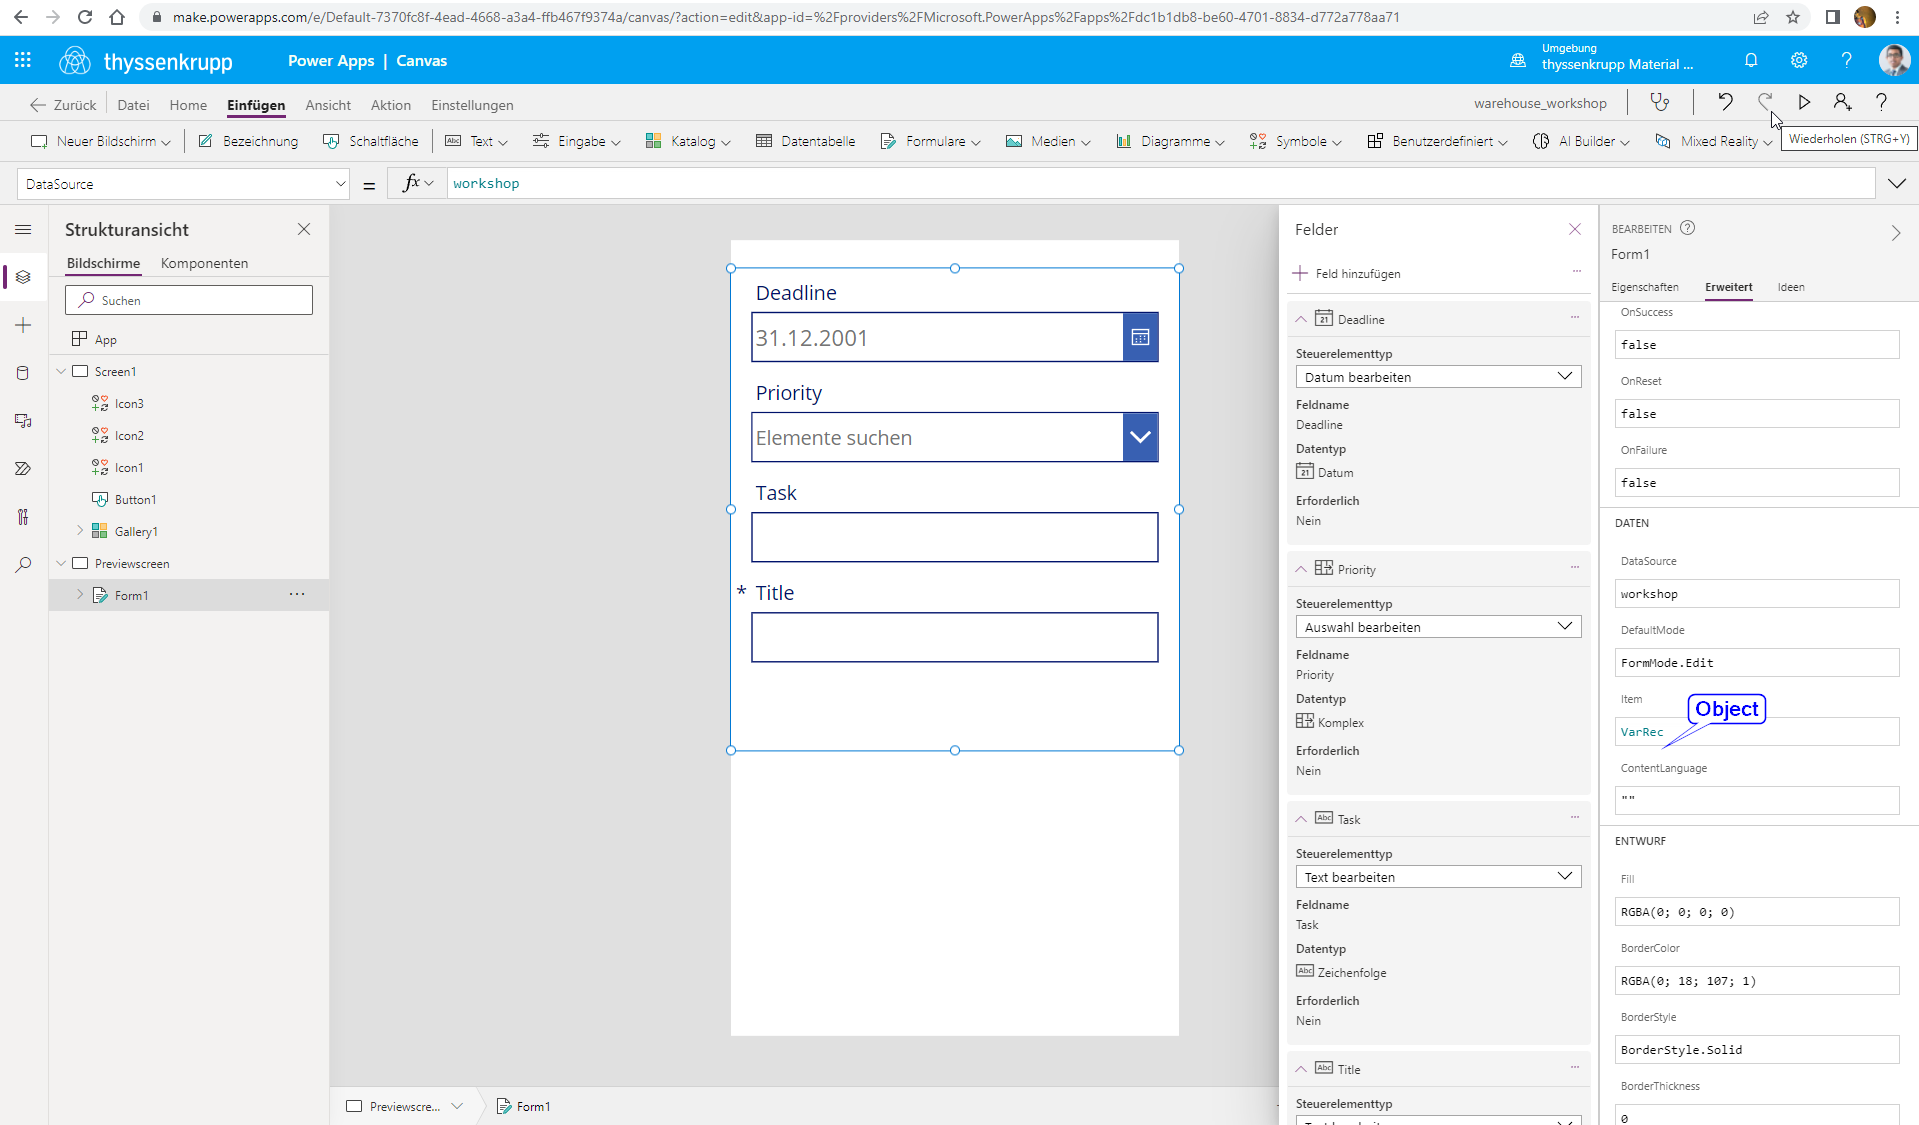 make.powerapps.com/e/Default-7370fc8f-4ead-4668-a3a4-ffb467f9374a/canvas/?action=edit&app-id=%2Fproviders%2FMicrosoft.PowerApps%2Fapps%2Fdc1b1db8-be60-4701-8834-d772a778aa71
thyssenkrupp
Power Apps | Canvas
Umgebung
thyssenkrupp Material ...
Zurück Datei Home Einfügen Ansicht Aktion Einstellungen
warehouse_workshop
Neuer Bildschirm Bezeichnung Schaltfläche Text Eingabe Katalog Datentabelle Formulare Medien Diagramme Symbole Benutzerdefiniert AI Builder Mixed Reality
Wiederholen (STRG+Y)
DataSource = fx workshop
Strukturansicht
Bildschirme Komponenten
Suchen
App
Screen1
Icon3
Icon2
Icon1
Button1
Gallery1
Previewscreen
Form1
Deadline
31.12.2001
Priority
Elemente suchen
Task
* Title
Previewscre...
Form1
Felder
Feld hinzufügen
Deadline
Steuerelementtyp
Datum bearbeiten
Feldname
Deadline
Datentyp
21 Datum
Erforderlich
Nein
Priority
Steuerelementtyp
Auswahl bearbeiten
Feldname
Priority
Datentyp
Komplex
Erforderlich
Nein
Abc Task
Steuerelementtyp
Text bearbeiten
Feldname
Task
Datentyp
Abc Zeichenfolge
Erforderlich
Nein
Abc Title
Steuerelementtyp
BEARBEITEN
Form1
Eigenschaften Erweitert Ideen
OnSuccess
false
OnReset
false
OnFailure
false
DATEN
DataSource
workshop
DefaultMode
FormMode.Edit
Item
Object
VarRec
ContentLanguage
""
ENTWURF
Fill
RGBA(0; 0; 0; 0)
BorderColor
RGBA(0; 18; 107; 1)
BorderStyle
BorderStyle.Solid
BorderThickness
0